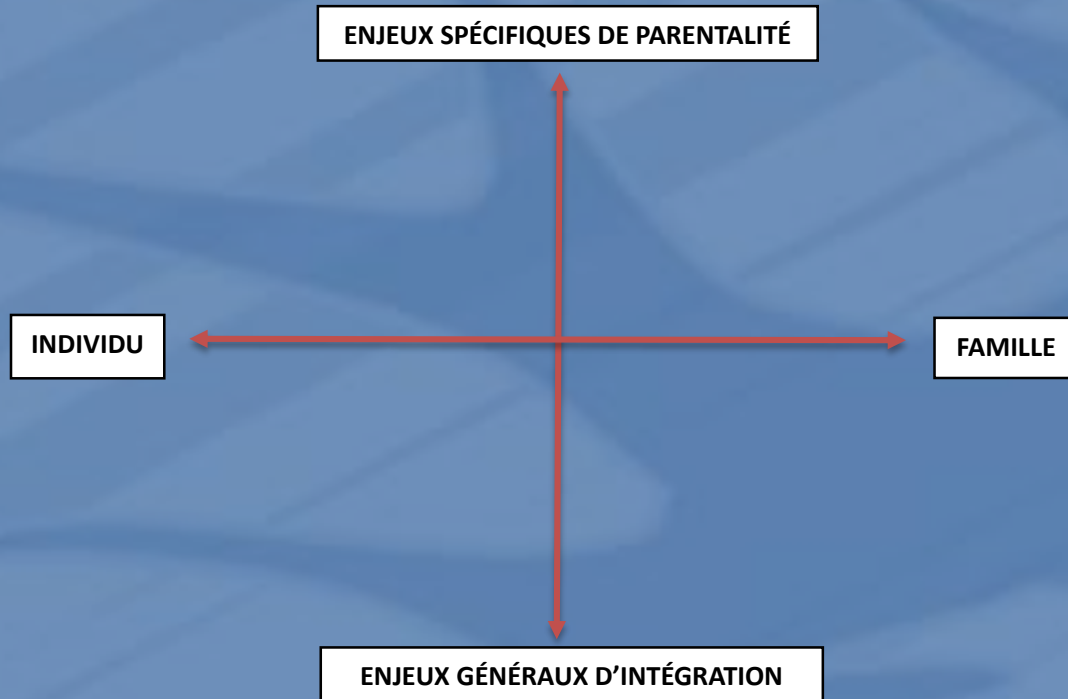 ENJEUX SPÉCIFIQUES DE PARENTALITÉ
INDIVIDU
FAMILLE
ENJEUX GÉNÉRAUX D’INTÉGRATION